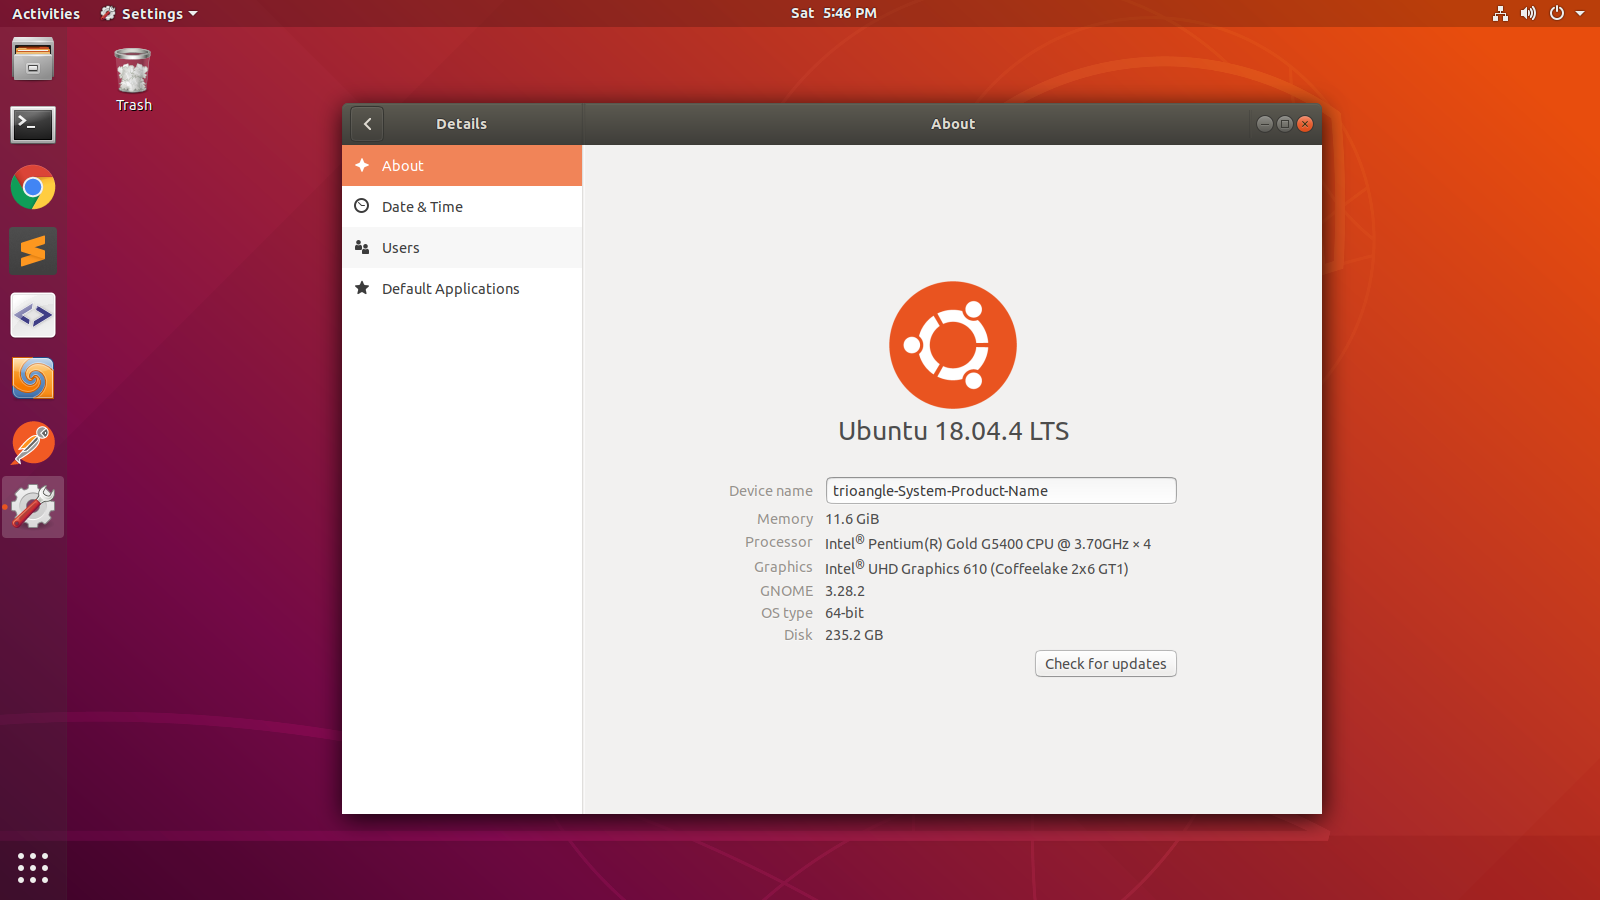 Activities Settings Sat 5:46 PM
Trash
Details About
About
Date & Time
Users
Default Applications
Ubuntu 18.04.4 LTS
Device name trioangle-System-Product-Name
Memory 11.6 GiB
Processor Intel® Pentium(R) Gold G5400 CPU @ 3.70GHz × 4
Graphics Intel® UHD Graphics 610 (Coffeelake 2x6 GT1)
GNOME 3.28.2
OS type 64-bit
Disk 235.2 GB
Check for updates